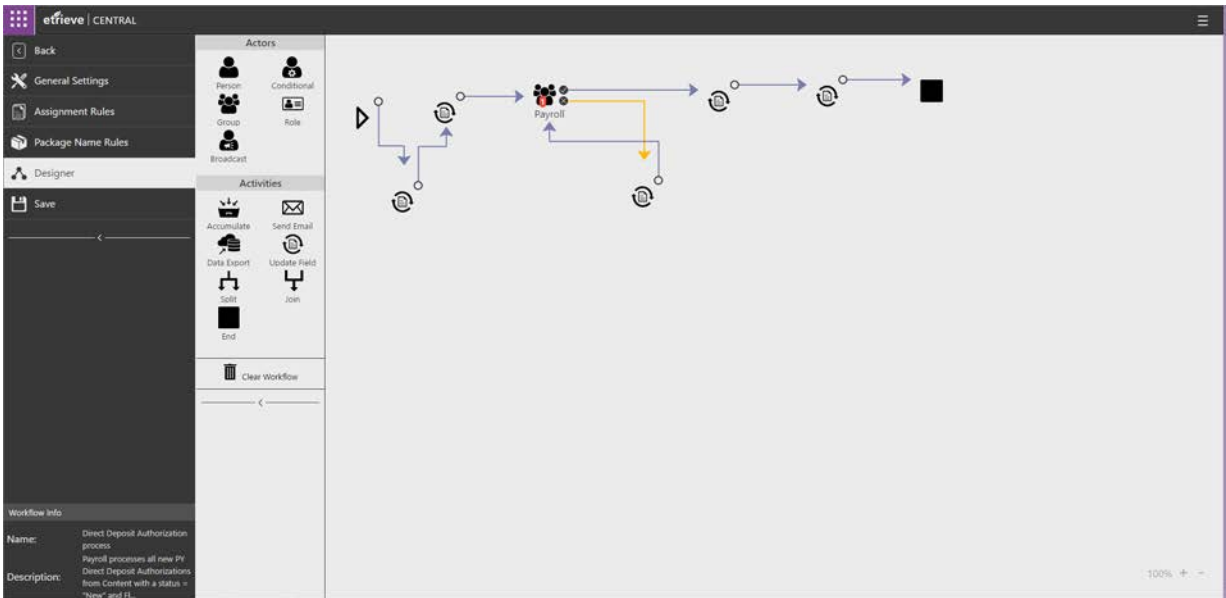 etrieve | CENTRAL
Back
General Settings
Assignment Rules
Package Name Rules
Designer
Save
Workflow Info
Name:
Direct Deposit Authorization
process
Description:
Payroll processes all new PY
Direct Deposit Authorizations
from Content with a status =
"New" and Fl...
Actors
Person
Conditional
Group
Role
Broadcast
Activities
Accumulate
Send Email
Data Export
Update Field
Split
Join
End
Clear Workflow
Payroll
100% + -